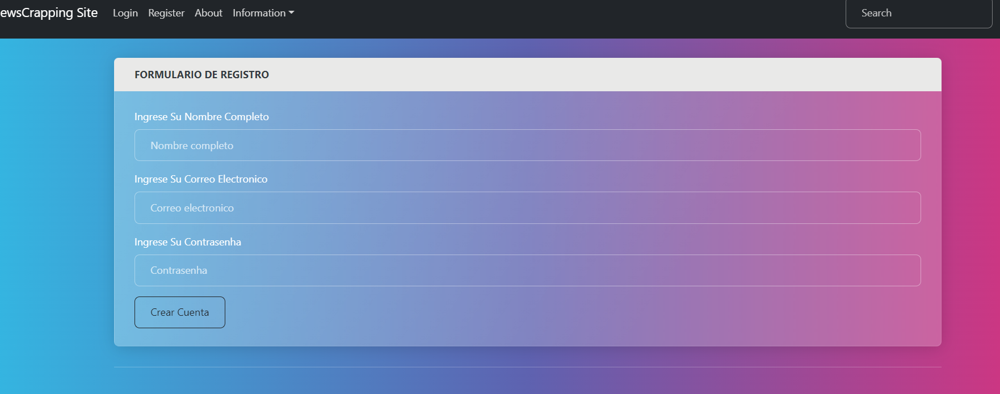 ewsCrapping Site Login Register About Information Search
FORMULARIO DE REGISTRO
Ingrese Su Nombre Completo
Nombre completo
Ingrese Su Correo Electronico
Correo electronico
Ingrese Su Contrasenha
Contrasenha
Crear Cuenta